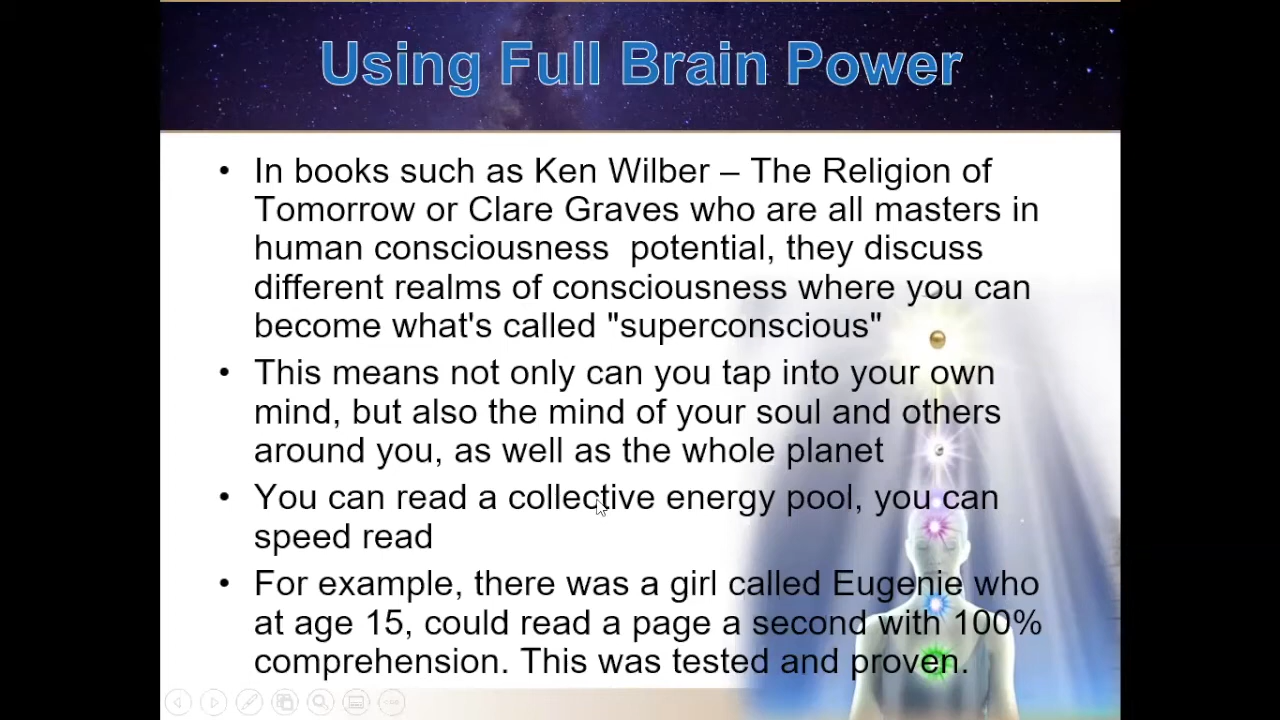 Using Full Brain Power
• In books such as Ken Wilber – The Religion of
Tomorrow or Clare Graves who are all masters in
human consciousness  potential, they discuss
different realms of consciousness where you can
become what's called "superconscious"
• This means not only can you tap into your own
mind, but also the mind of your soul and others
around you, as well as the whole planet
• You can read a collective energy pool, you can
speed read
• For example, there was a girl called Eugenie who
at age 15, could read a page a second with 100%
comprehension. This was tested and proven.